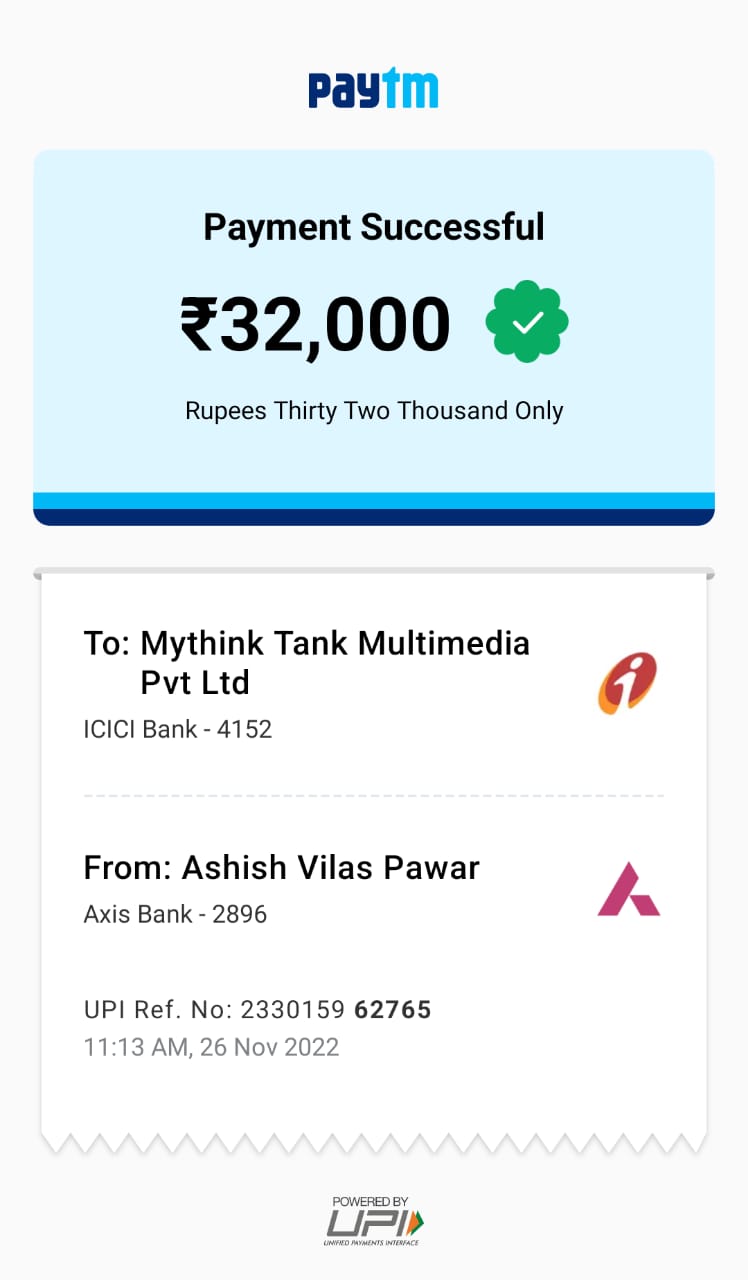 paytm
Payment Successful
₹32,000
Rupees Thirty Two Thousand Only
To: Mythink Tank Multimedia
Pvt Ltd
ICICI Bank - 4152
From: Ashish Vilas Pawar
Axis Bank - 2896
UPI Ref. No: 2330159 62765
11:13 AM, 26 Nov 2022
POWERED BY
UPI
UNIFIED PAYMENTS INTERFACE